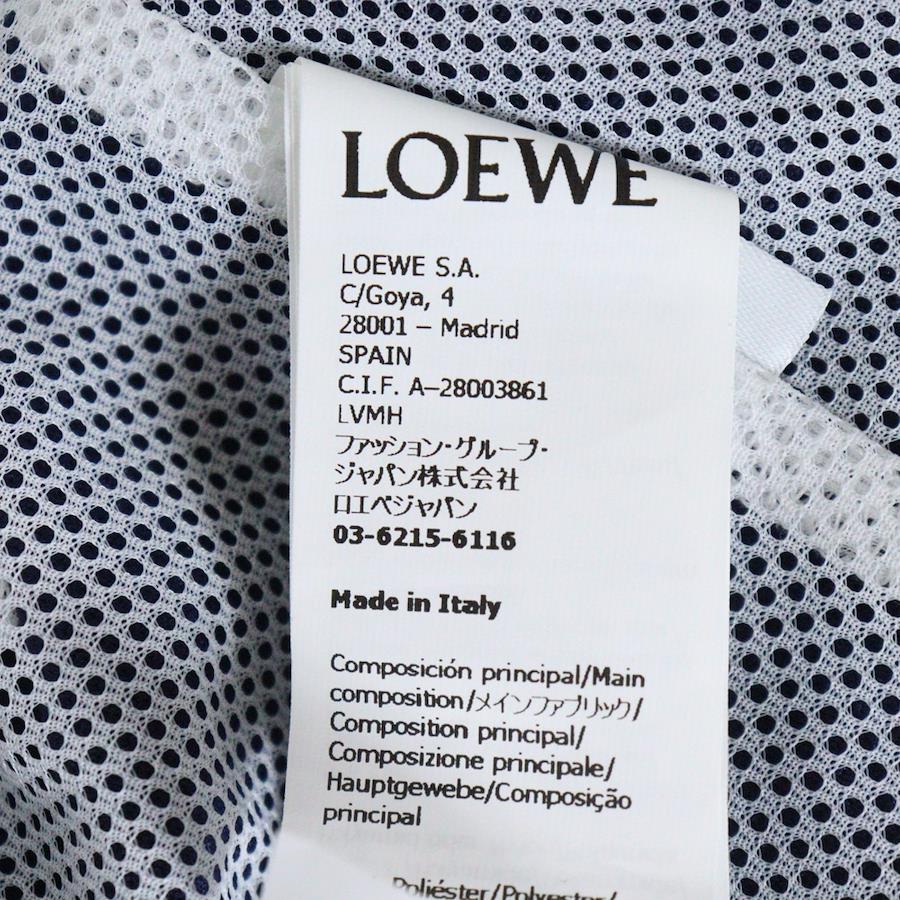 LOEWE
LOEWE S.A.
C/Goya, 4
28001 – Madrid
SPAIN
C.I.F. A–28003861
LVMH
ファッション・グループ・
ジャパン株式会社
ロエベジャパン
03-6215-6116
Made in Italy
Composición principal/Main
composition/メインファブリック/
Composition principal/
Composizione principale/
Hauptgewebe/Composição
principal
Poliéster/Polyester/